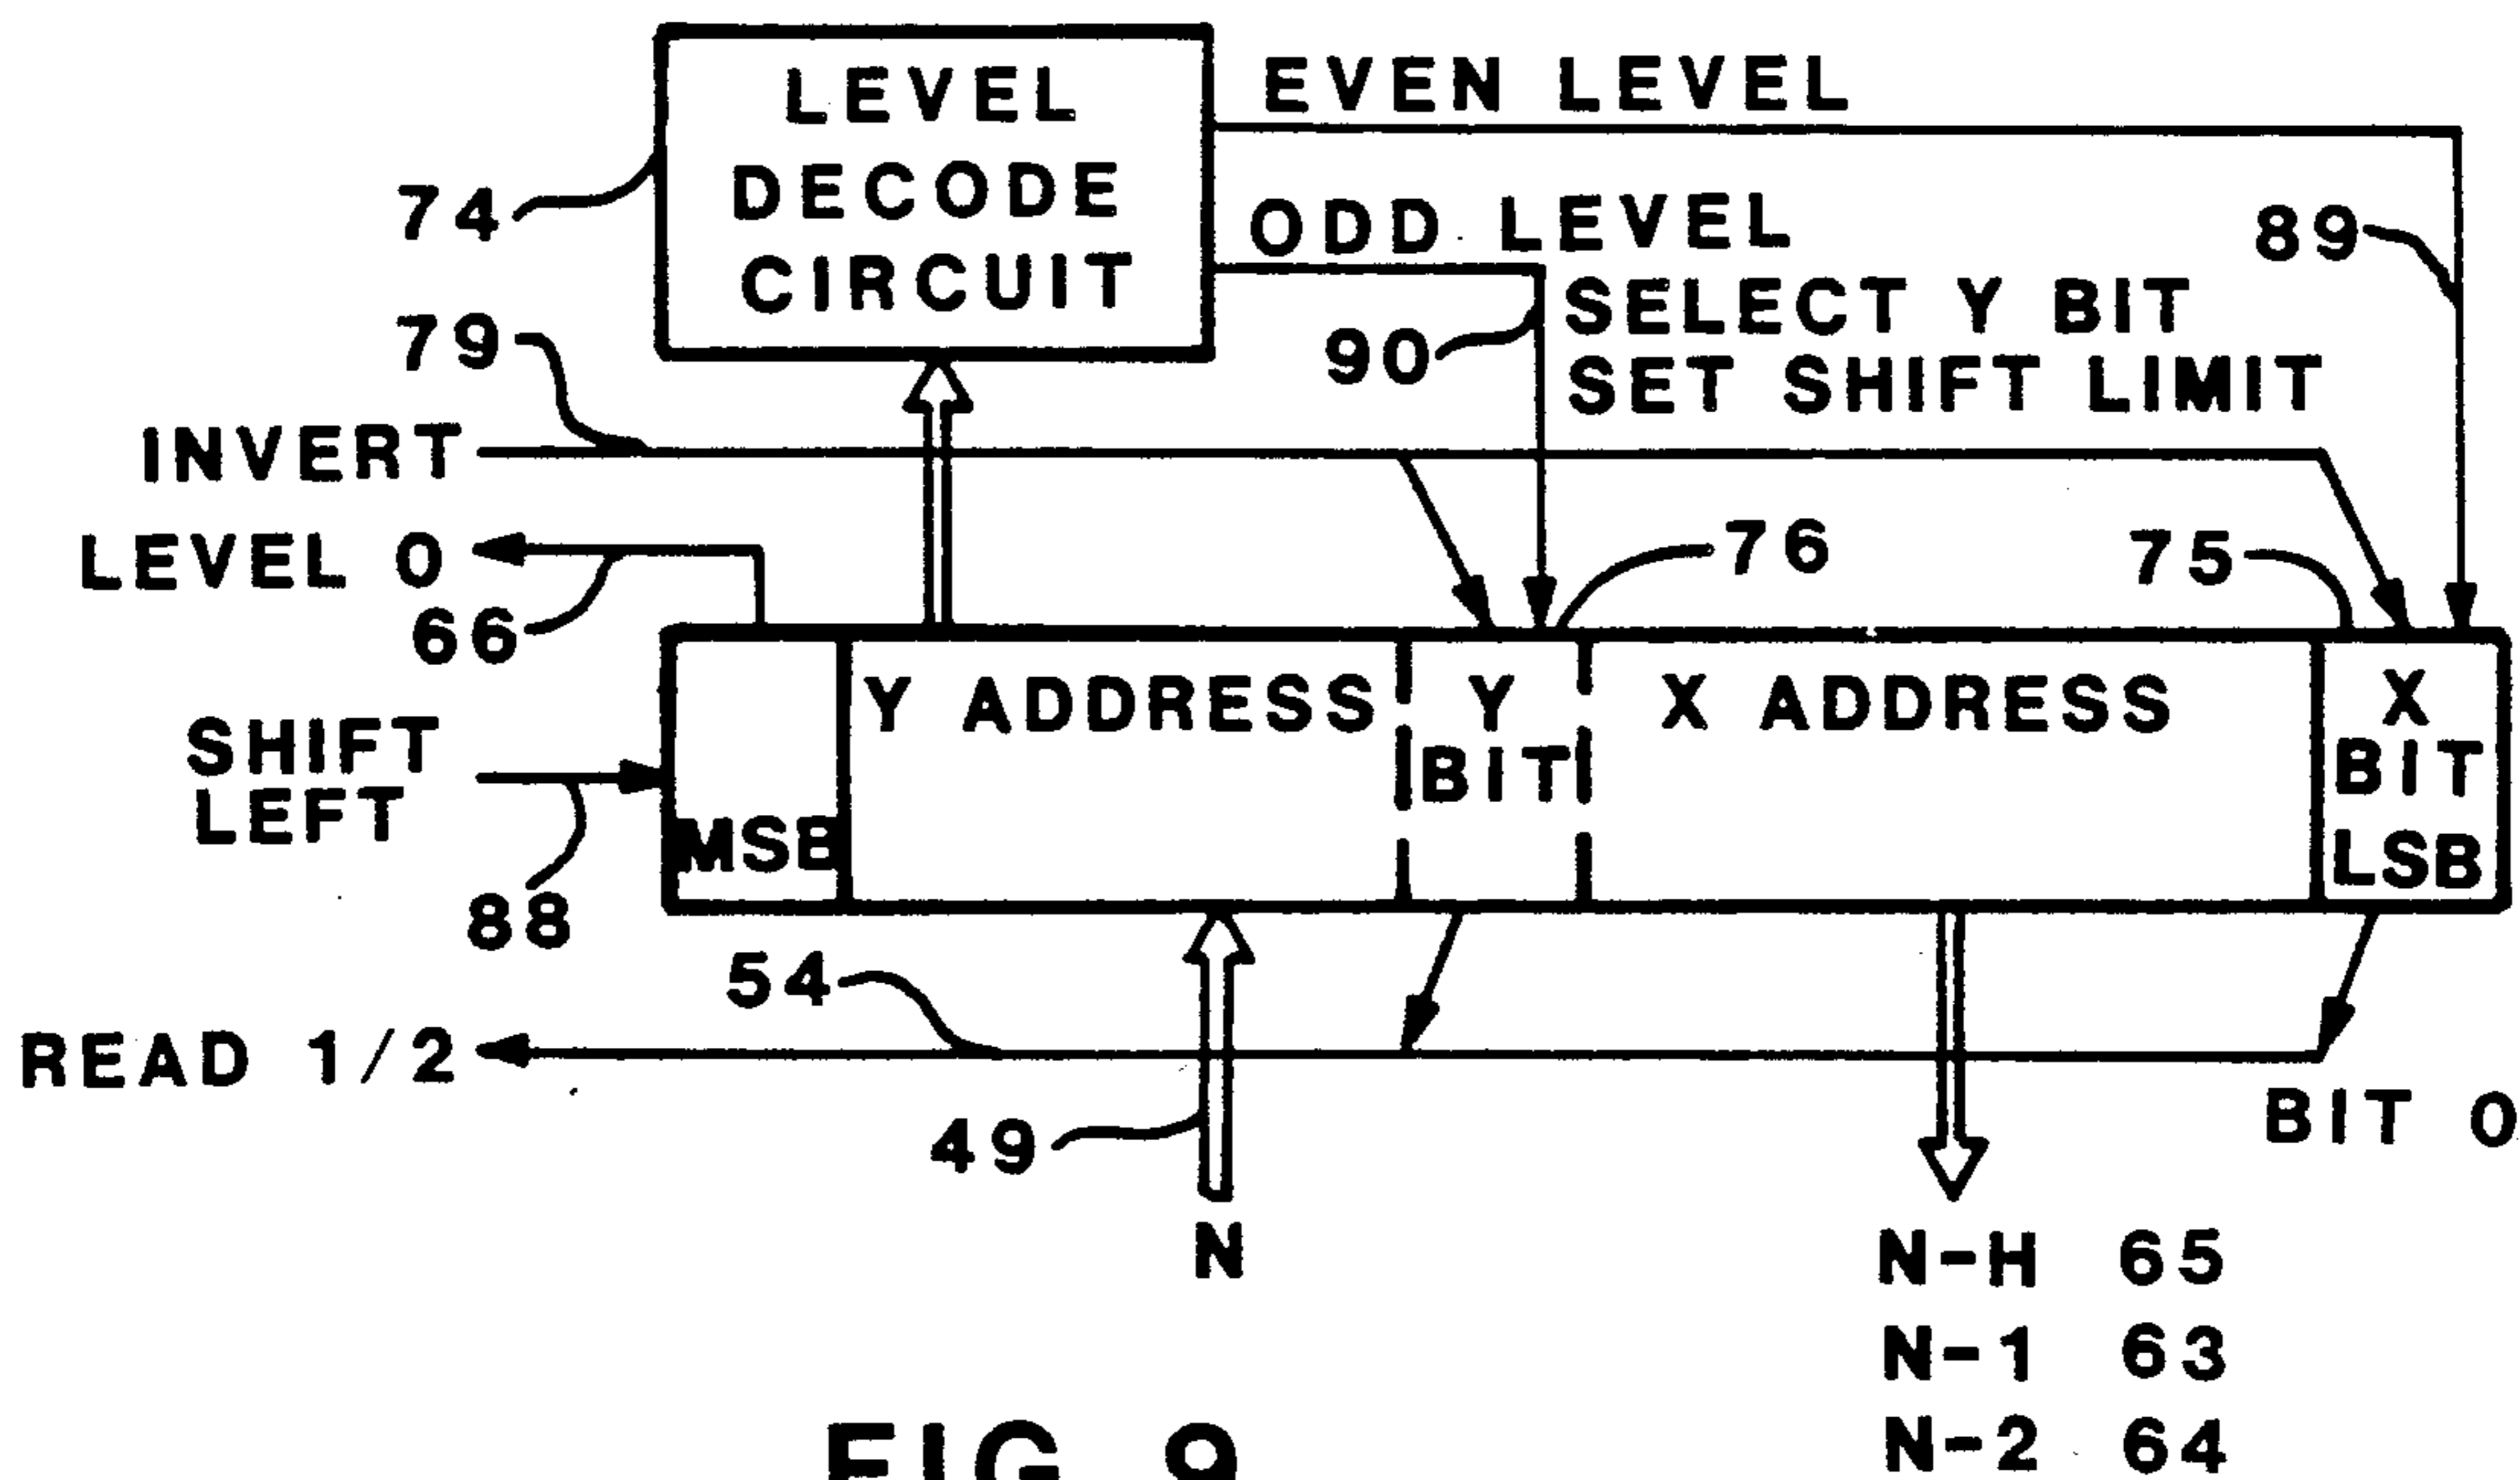 LEVEL
DECODE
CIRCUIT
EVEN LEVEL
ODD LEVEL
SELECT Y BIT
SET SHIFT LIMIT
74
79
89
90
INVERT
LEVEL 0
66
76
75
SHIFT
LEFT
88
MSB
Y ADDRESS
Y
BIT
X ADDRESS
X
BIT
LSB
54
READ 1/2
49
N
BIT 0
N-H 65
N-1 63
N-2 64
FIG 9